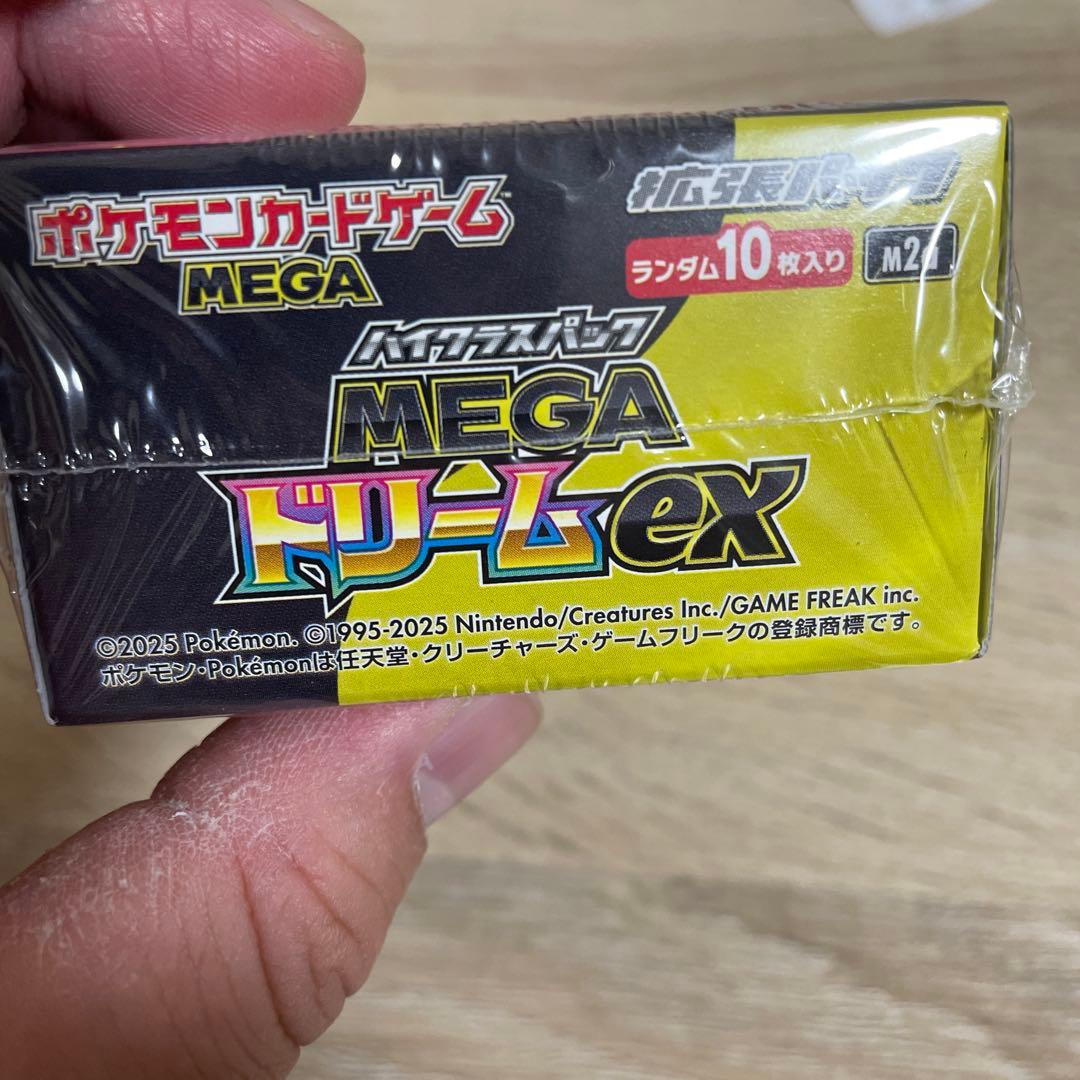 ポケモンカードゲーム™
MEGA
拡張パック
ランダム10枚入り
ハイクラスパック
MEGA
ドリームex
©2025 Pokémon. ©1995-2025 Nintendo/Creatures Inc./GAME FREAK inc.
ポケモン・Pokémonは任天堂・クリーチャーズ・ゲームフリークの登録商標です。